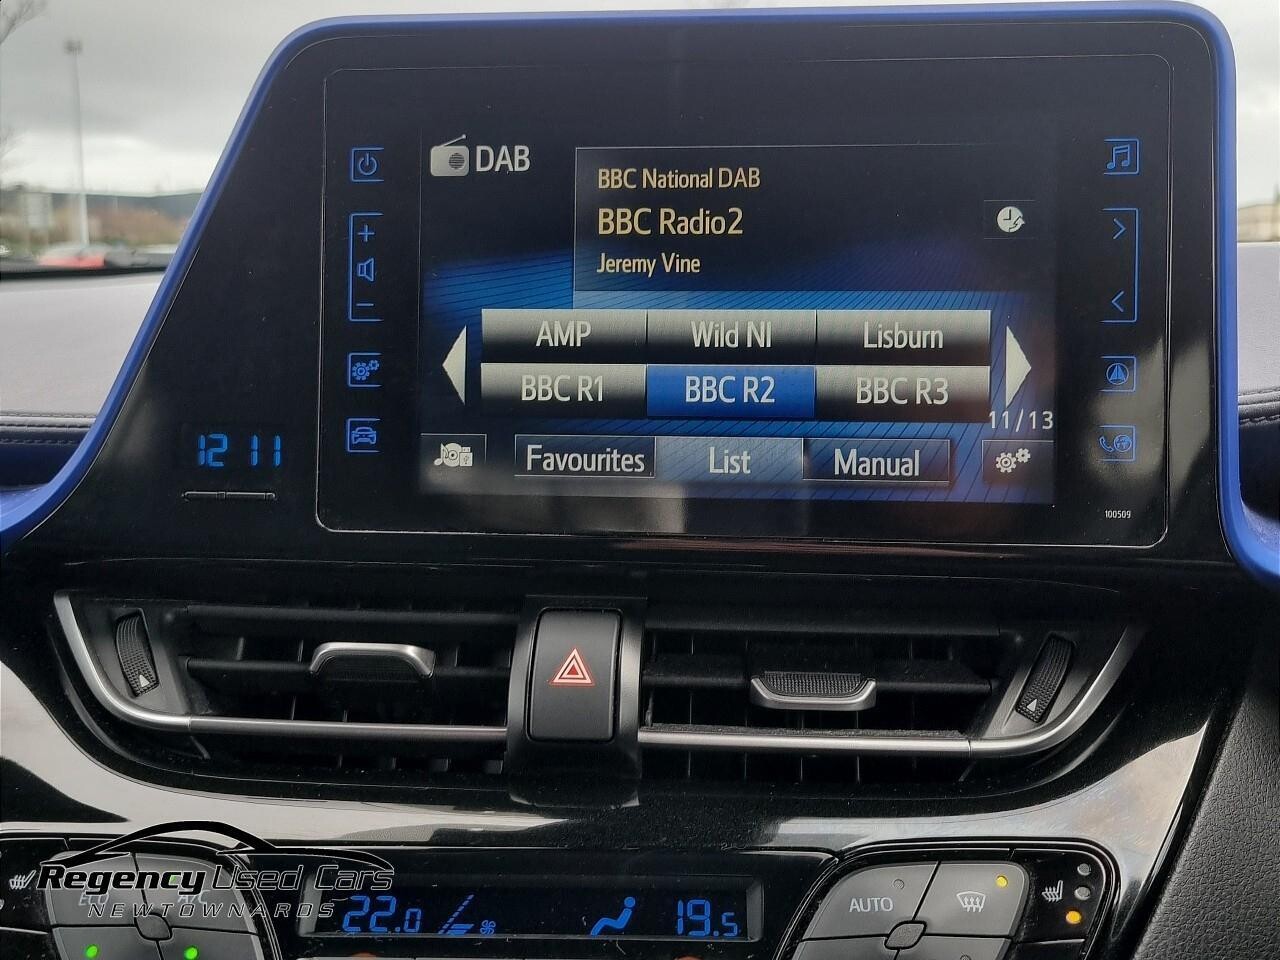 DAB
BBC National DAB
BBC Radio2
Jeremy Vine
AMP Wild NI Lisburn
BBC R1 BBC R2 BBC R3
11/13
Favourites List Manual
12 11
100509
Regency Used Cars
NEWTOWNARDS
ECO A/C
22.0 19.5
AUTO